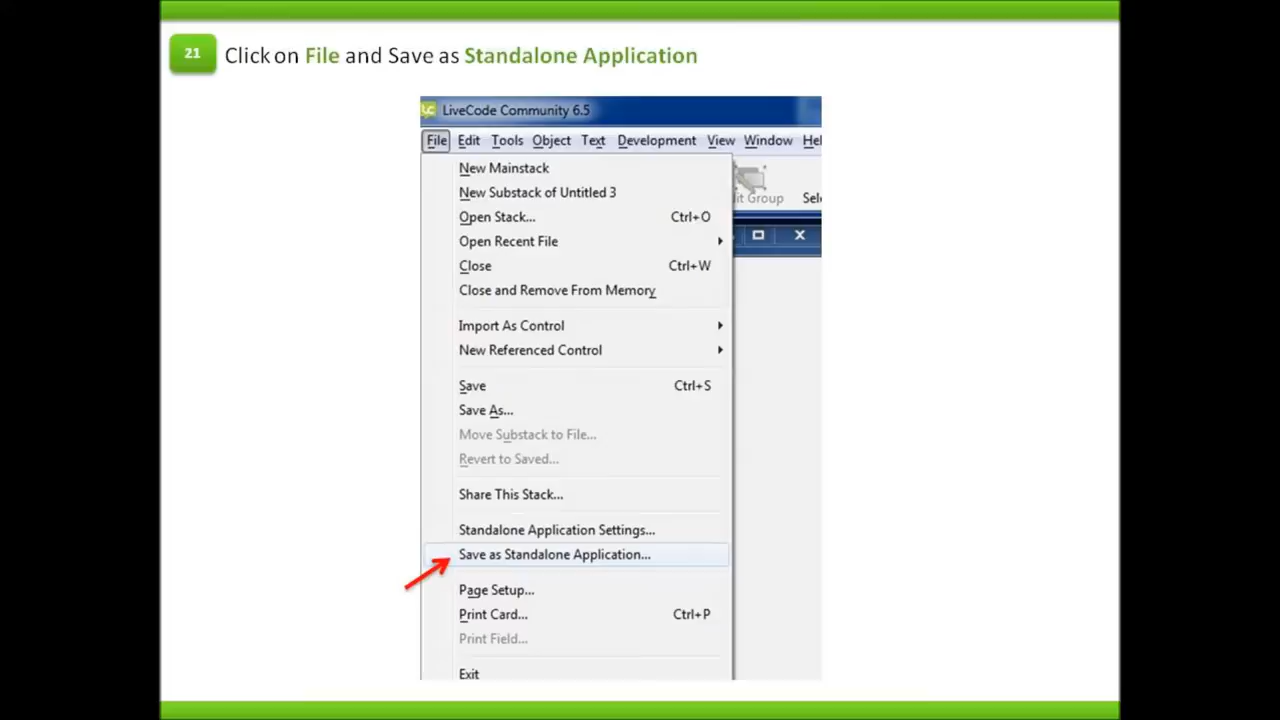 21
Click on File and Save as Standalone Application
LiveCode Community 6.5
File Edit Tools Object Text Development View Window Hel
New Mainstack
New Substack of Untitled 3
Open Stack... Ctrl+O
Open Recent File
Close Ctrl+W
Close and Remove From Memory
Import As Control
New Referenced Control
Save Ctrl+S
Save As...
Move Substack to File...
Revert to Saved...
Share This Stack...
Standalone Application Settings...
Save as Standalone Application...
Page Setup...
Print Card... Ctrl+P
Print Field...
Exit
it Group Sele